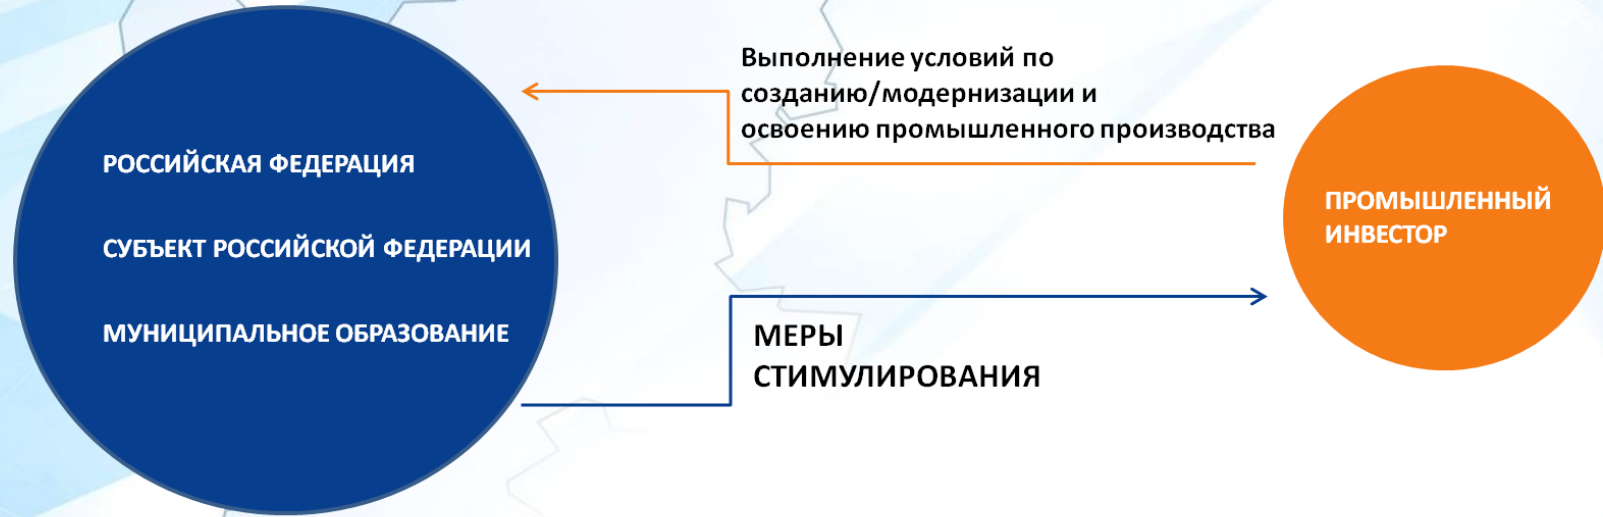 РОССИЙСКАЯ ФЕДЕРАЦИЯ
СУБЪЕКТ РОССИЙСКОЙ ФЕДЕРАЦИИ
МУНИЦИПАЛЬНОЕ ОБРАЗОВАНИЕ
Выполнение условий по
созданию/модернизации и
освоению промышленного производства
МЕРЫ
СТИМУЛИРОВАНИЯ
ПРОМЫШЛЕННЫЙ
ИНВЕСТОР